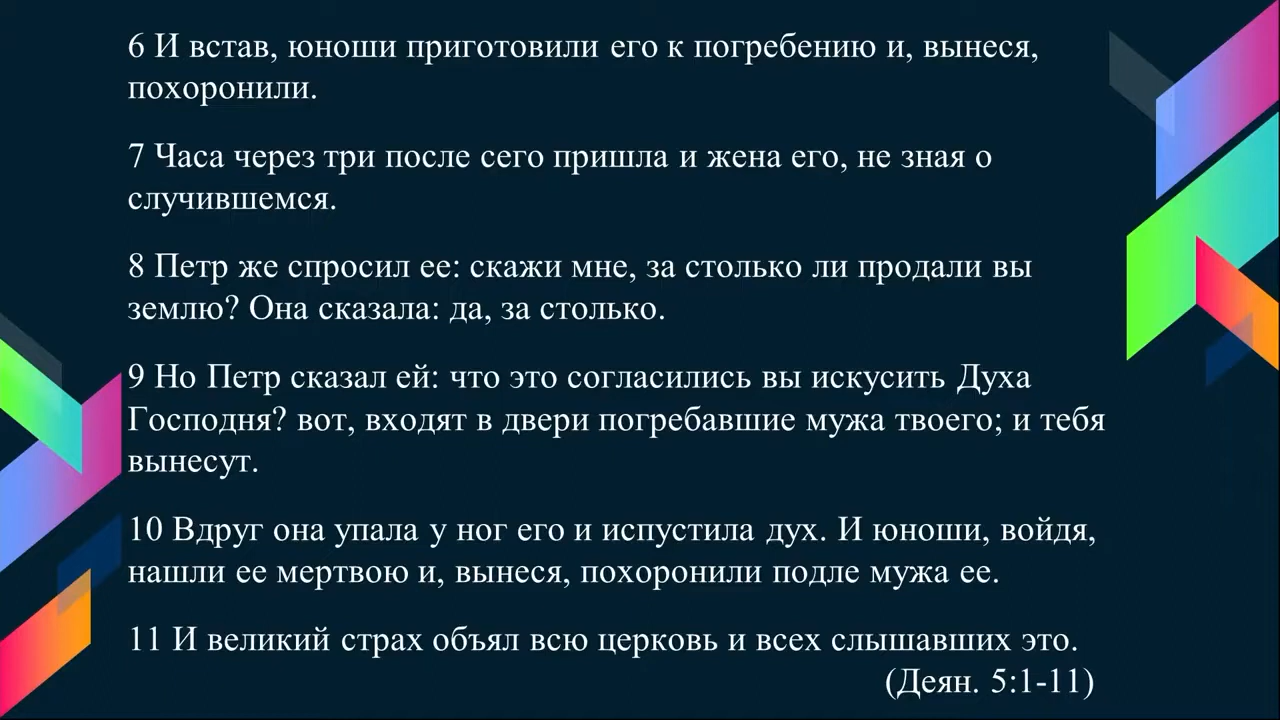 6 И встав, юноши приготовили его к погребению и, вынеся,
похоронили.
7 Часа через три после сего пришла и жена его, не зная о
случившемся.
8 Петр же спросил ее: скажи мне, за столько ли продали вы
землю? Она сказала: да, за столько.
9 Но Петр сказал ей: что это согласились вы искусить Духа
Господня? вот, входят в двери погребавшие мужа твоего; и тебя
вынесут.
10 Вдруг она упала у ног его и испустила дух. И юноши, войдя,
нашли ее мертвою и, вынеся, похоронили подле мужа ее.
11 И великий страх объял всю церковь и всех слышавших это.
(Деян. 5:1-11)